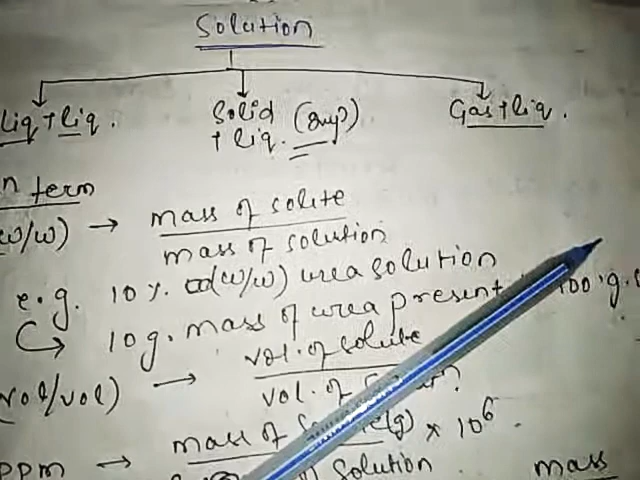 Solution
Liq + liq. Solid (Imp) Gas + liq.
+ liq.
n term
(w/w) → mass of solute
mass of solution
e.g. 10 %. (w/w) urea solution
10 g. mass of urea present 100 g.
(vol/vol) → vol. of solute
vol. of
PPM → mass of (g) × 10⁶.
solution mass